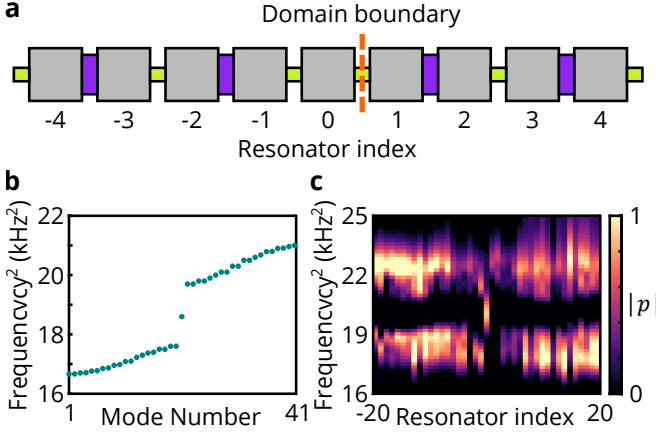 a
Domain boundary
-4 -3 -2 -1 0 1 2 3 4
Resonator index
b
Frequencvcy² (kHz²)
22
20
18
16
1 Mode Number 41
c
Frequencvcy² (kHz²)
25
22
19
16
-20 Resonator index 20
1
|p|
0